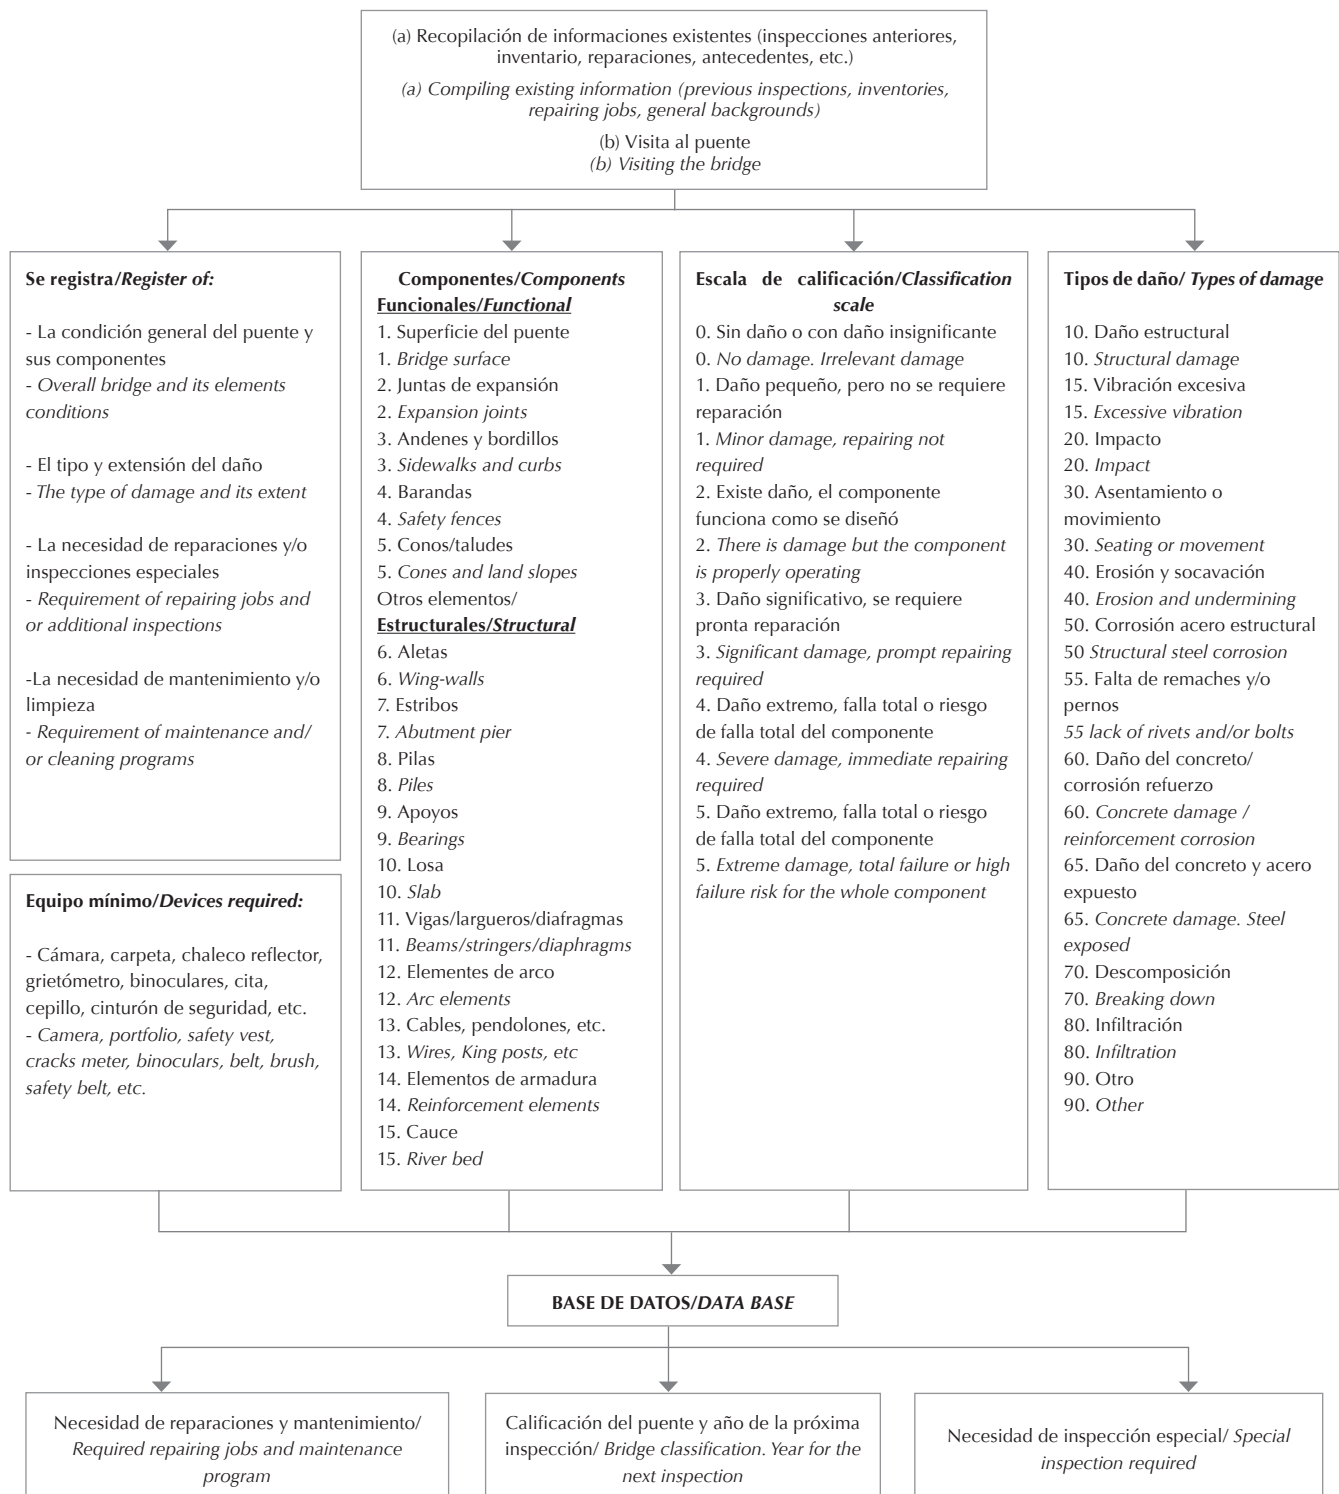 (a) Recopilación de informaciones existentes (inspecciones anteriores,
inventario, reparaciones, antecedentes, etc.)
(a) Compiling existing information (previous inspections, inventories,
repairing jobs, general backgrounds)
(b) Visita al puente
(b) Visiting the bridge
Se registra/Register of:
- La condición general del puente y
sus componentes
- Overall bridge and its elements
conditions
- El tipo y extensión del daño
- The type of damage and its extent
- La necesidad de reparaciones y/o
inspecciones especiales
- Requirement of repairing jobs and
or additional inspections
-La necesidad de mantenimiento y/o
limpieza
- Requirement of maintenance and/
or cleaning programs
Equipo mínimo/Devices required:
- Cámara, carpeta, chaleco reflector,
grietómetro, binoculares, cita,
cepillo, cinturón de seguridad, etc.
- Camera, portfolio, safety vest,
cracks meter, binoculars, belt, brush,
safety belt, etc.
Componentes/Components
Funcionales/Functional
1. Superficie del puente
1. Bridge surface
2. Juntas de expansión
2. Expansion joints
3. Andenes y bordillos
3. Sidewalks and curbs
4. Barandas
4. Safety fences
5. Conos/taludes
5. Cones and land slopes
Otros elementos/
Estructurales/Structural
6. Aletas
6. Wing-walls
7. Estribos
7. Abutment pier
8. Pilas
8. Piles
9. Apoyos
9. Bearings
10. Losa
10. Slab
11. Vigas/largueros/diafragmas
11. Beams/stringers/diaphragms
12. Elementes de arco
12. Arc elements
13. Cables, pendolones, etc.
13. Wires, King posts, etc
14. Elementos de armadura
14. Reinforcement elements
15. Cauce
15. River bed
Escala de calificación/Classification
scale
0. Sin daño o con daño insignificante
0. No damage. Irrelevant damage
1. Daño pequeño, pero no se requiere
reparación
1. Minor damage, repairing not
required
2. Existe daño, el componente
funciona como se diseñó
2. There is damage but the component
is properly operating
3. Daño significativo, se requiere
pronta reparación
3. Significant damage, prompt repairing
required
4. Daño extremo, falla total o riesgo
de falla total del componente
4. Severe damage, immediate repairing
required
5. Daño extremo, falla total o riesgo
de falla total del componente
5. Extreme damage, total failure or high
failure risk for the whole component
Tipos de daño/ Types of damage
10. Daño estructural
10. Structural damage
15. Vibración excesiva
15. Excessive vibration
20. Impacto
20. Impact
30. Asentamiento o
movimiento
30. Seating or movement
40. Erosión y socavación
40. Erosion and undermining
50. Corrosión acero estructural
50 Structural steel corrosion
55. Falta de remaches y/o
pernos
55 lack of rivets and/or bolts
60. Daño del concreto/
corrosión refuerzo
60. Concrete damage /
reinforcement corrosion
65. Daño del concreto y acero
expuesto
65. Concrete damage. Steel
exposed
70. Descomposición
70. Breaking down
80. Infiltración
80. Infiltration
90. Otro
90. Other
BASE DE DATOS/DATA BASE
Necesidad de reparaciones y mantenimiento/
Required repairing jobs and maintenance
program
Calificación del puente y año de la próxima
inspección/ Bridge classification. Year for the
next inspection
Necesidad de inspección especial/ Special
inspection required